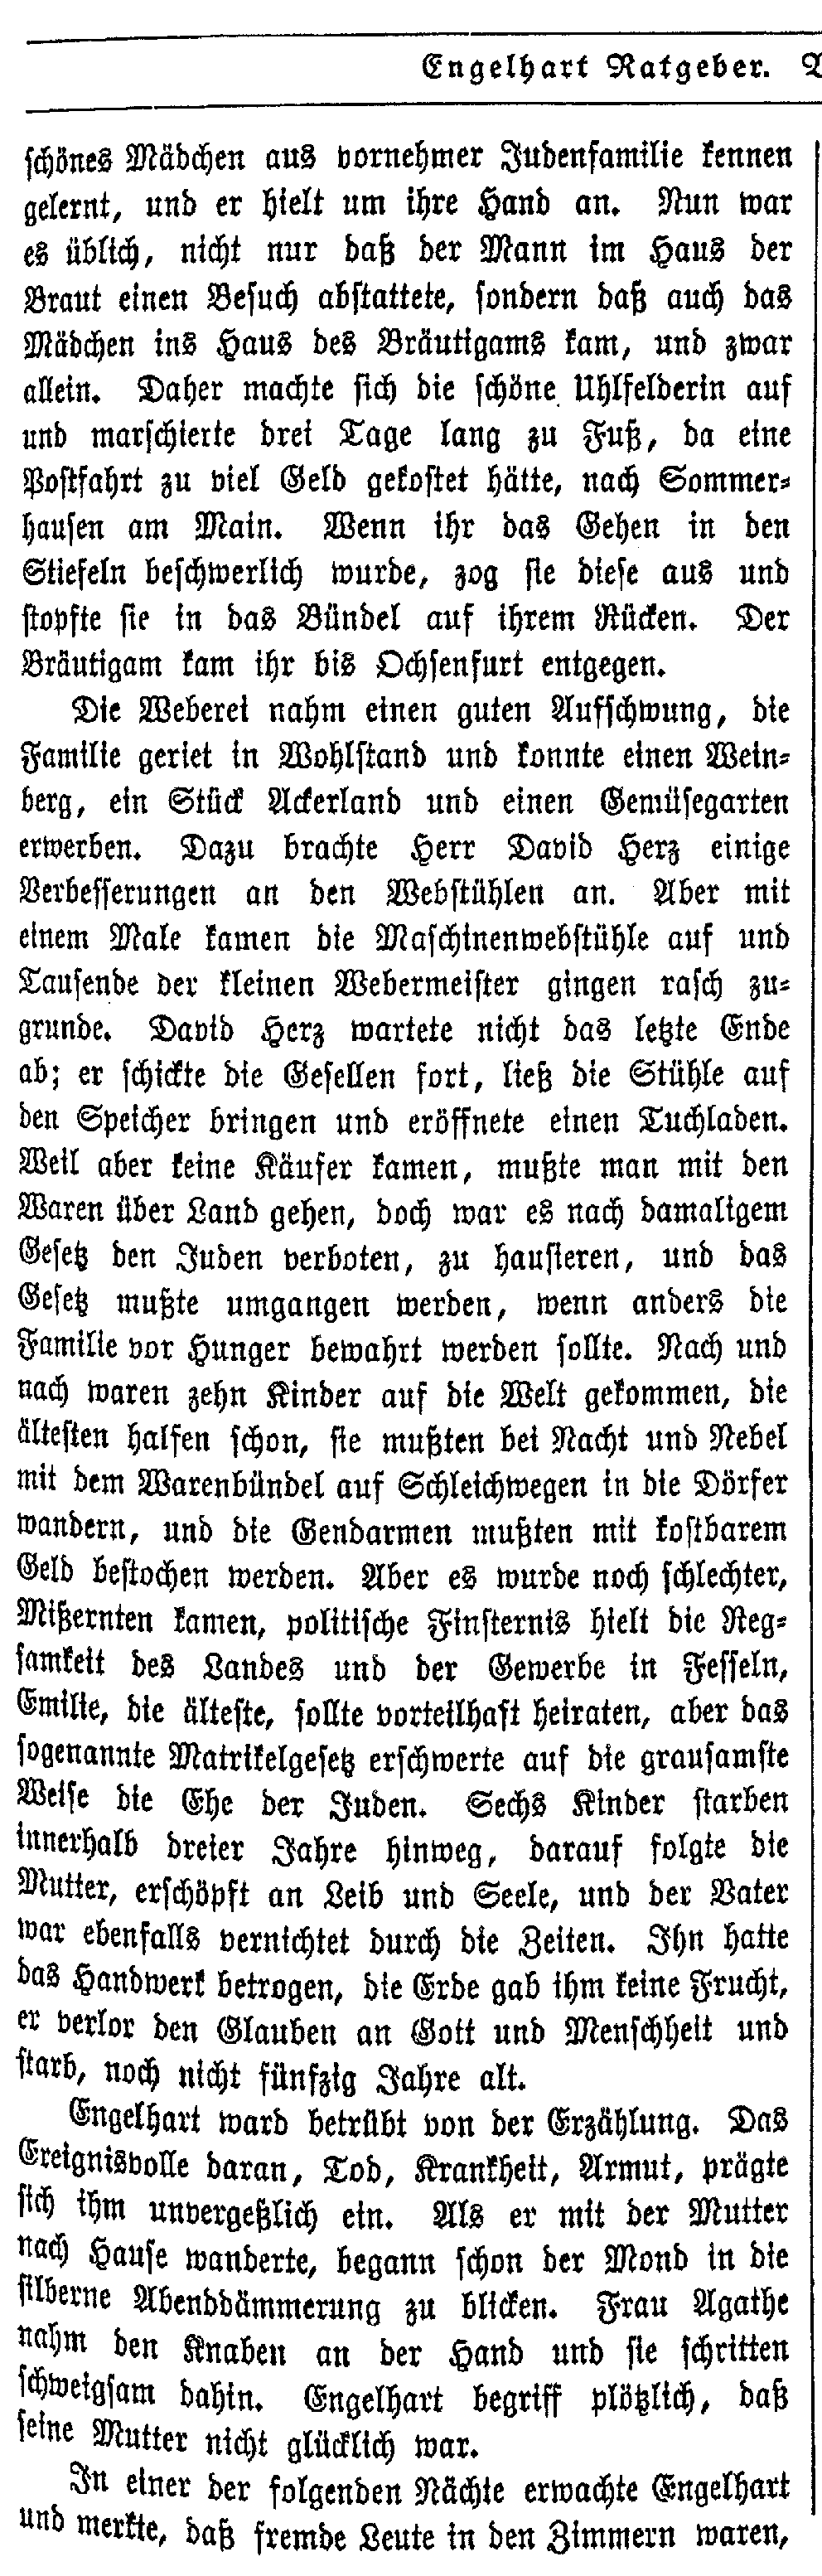 Engelhart Ratgeber.
schönes Mädchen aus vornehmer Judenfamilie kennen
gelernt, und er hielt um ihre Hand an. Nun war
es üblich, nicht nur daß der Mann im Haus der
Braut einen Besuch abstattete, sondern daß auch das
Mädchen ins Haus des Bräutigams kam, und zwar
allein. Daher machte sich die schöne Uhlfelderin auf
und marschierte drei Tage lang zu Fuß, da eine
Postfahrt zu viel Geld gekostet hätte, nach Sommer-
hausen am Main. Wenn ihr das Gehen in den
Stiefeln beschwerlich wurde, zog sie diese aus und
stopfte sie in das Bündel auf ihrem Rücken. Der
Bräutigam kam ihr bis Ochsenfurt entgegen.
Die Weberei nahm einen guten Aufschwung, die
Familie geriet in Wohlstand und konnte einen Wein-
berg, ein Stück Ackerland und einen Gemüsegarten
erwerben. Dazu brachte Herr David Herz einige
Verbesserungen an den Webstühlen an. Aber mit
einem Male kamen die Maschinenwebstühle auf und
Tausende der kleinen Webermeister gingen rasch zu-
grunde. David Herz wartete nicht das letzte Ende
ab; er schickte die Gesellen fort, ließ die Stühle auf
den Speicher bringen und eröffnete einen Tuchladen.
Weil aber keine Käufer kamen, mußte man mit den
Waren über Land gehen, doch war es nach damaligem
Gesetz den Juden verboten, zu hausieren, und das
Gesetz mußte umgangen werden, wenn anders die
Familie vor Hunger bewahrt werden sollte. Nach und
nach waren zehn Kinder auf die Welt gekommen, die
ältesten halfen schon, sie mußten bei Nacht und Nebel
mit dem Warenbündel auf Schleichwegen in die Dörfer
wandern, und die Gendarmen mußten mit kostbarem
Geld bestochen werden. Aber es wurde noch schlechter,
Mißernten kamen, politische Finsternis hielt die Reg-
samkeit des Landes und der Gewerbe in Fesseln,
Emilie, die älteste, sollte vorteilhaft heiraten, aber das
sogenannte Matrikelgesetz erschwerte auf die grausamste
Weise die Ehe der Juden. Sechs Kinder starben
innerhalb dreier Jahre hinweg, darauf folgte die
Mutter, erschöpft an Leib und Seele, und der Vater
war ebenfalls vernichtet durch die Zeiten. Ihn hatte
das Handwerk betrogen, die Erde gab ihm keine Frucht,
er verlor den Glauben an Gott und Menschheit und
starb, noch nicht fünfzig Jahre alt.
Engelhart ward betrübt von der Erzählung. Das
Ereignisvolle daran, Tod, Krankheit, Armut, prägte
sich ihm unvergeßlich ein. Als er mit der Mutter
nach Hause wanderte, begann schon der Mond in die
silberne Abenddämmerung zu blicken. Frau Agathe
nahm den Knaben an der Hand und sie schritten
schweigsam dahin. Engelhart begriff plötzlich, daß
seine Mutter nicht glücklich war.
In einer der folgenden Nächte erwachte Engelhart
und merkte, daß fremde Leute in den Zimmern waren,